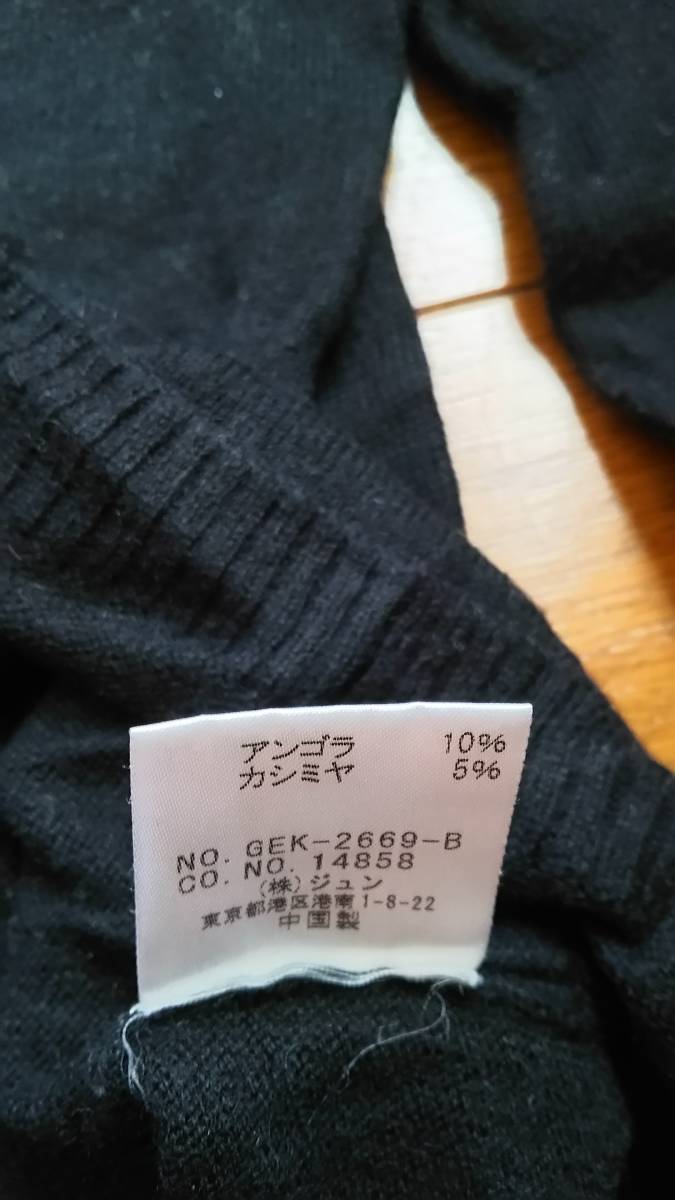 アンゴラ 10%
カシミヤ 5%
NO. GEK-2669-B
CO. NO. 14858
(株)ジュン
東京都港区港南1-8-22
中国製